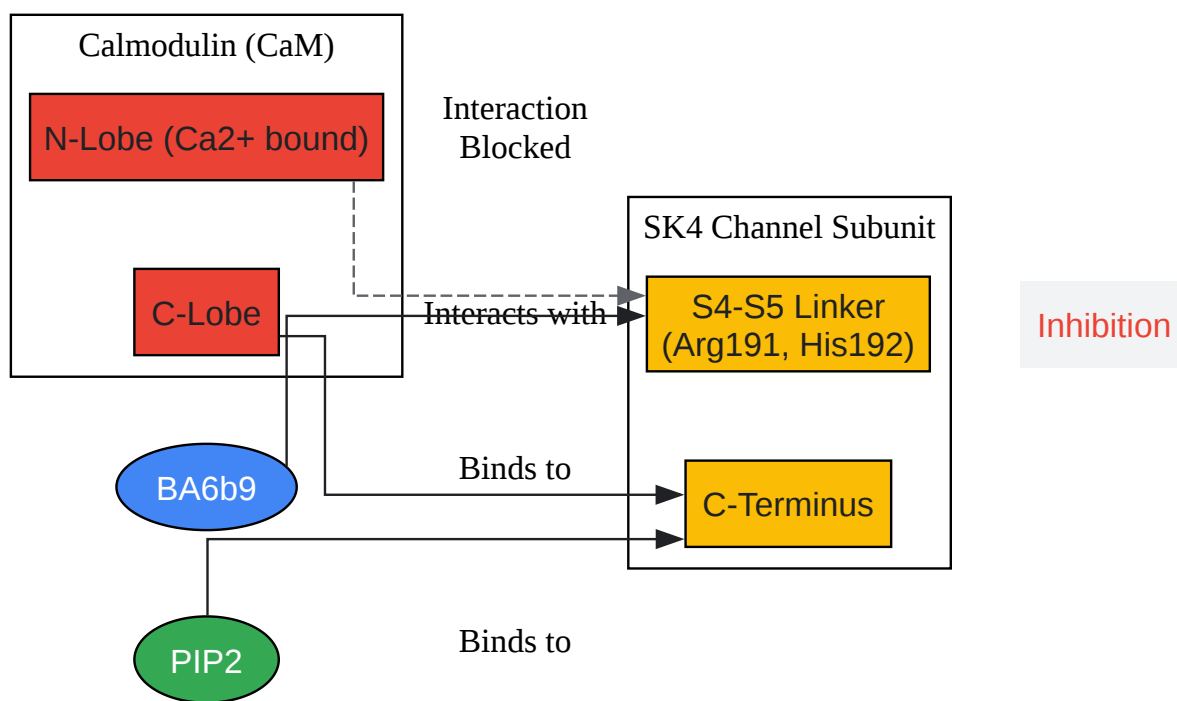 Calmodulin (CaM)
N-Lobe (Ca2+ bound)
Interaction
Blocked
SK4 Channel Subunit
C-Lobe
Interacts with
S4-S5 Linker
(Arg191, His192)
Inhibition
BA6b9
Binds to
C-Terminus
PIP2
Binds to